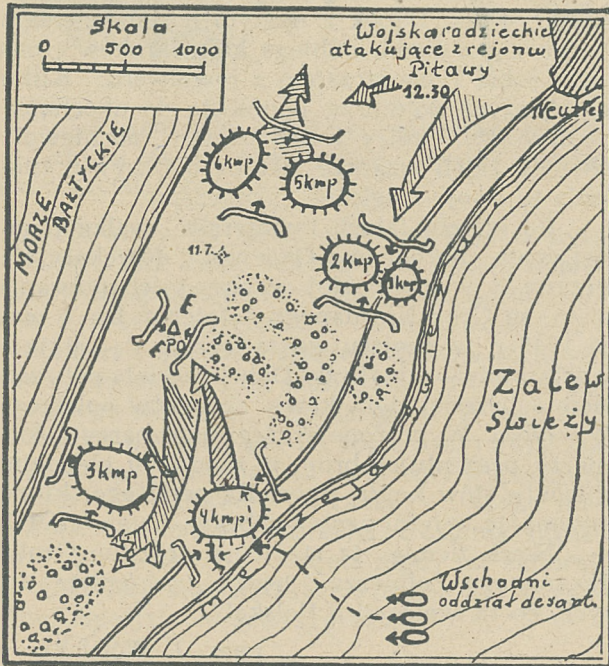 Skala
0 500 1000
Wojska radzieckie
atakujące z rejonu
Piławy
12.30
MORZE
BAŁTYCKIE
6kmp
5kmp
11.7
2kmp
1kmp
E
PO
3kmp
4kmp
Mierzeja
Zalew
Świeży
Wschodni
oddział desant.